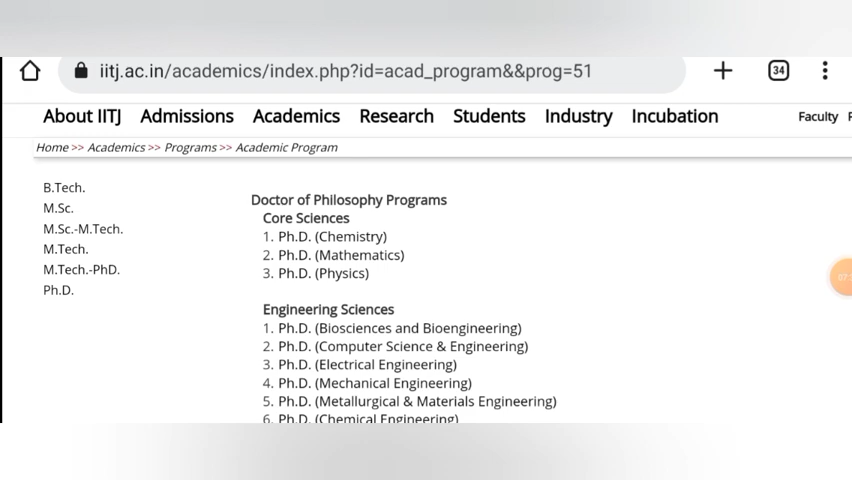 iitj.ac.in/academics/index.php?id=acad_program&&prog=51
34
About IITJ Admissions Academics Research Students Industry Incubation Faculty
Home >> Academics >> Programs >> Academic Program
B.Tech.
M.Sc.
M.Sc.-M.Tech.
M.Tech.
M.Tech.-PhD.
Ph.D.
Doctor of Philosophy Programs
Core Sciences
1. Ph.D. (Chemistry)
2. Ph.D. (Mathematics)
3. Ph.D. (Physics)
Engineering Sciences
1. Ph.D. (Biosciences and Bioengineering)
2. Ph.D. (Computer Science & Engineering)
3. Ph.D. (Electrical Engineering)
4. Ph.D. (Mechanical Engineering)
5. Ph.D. (Metallurgical & Materials Engineering)
6. Ph.D. (Chemical Engineering)